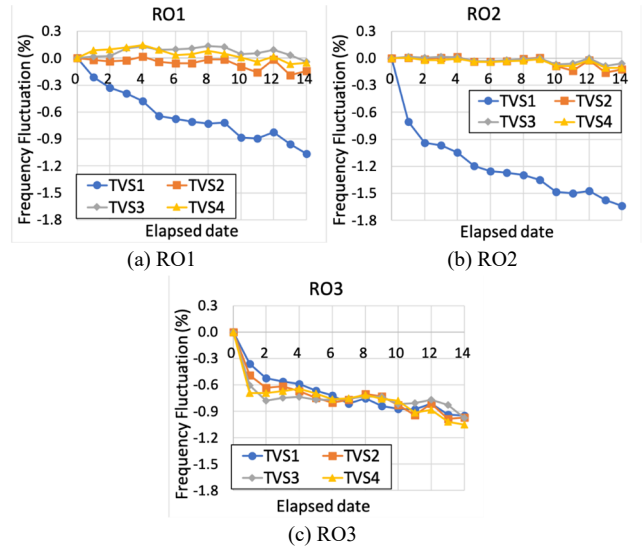 RO1
Frequency Fluctuation (%)
0.3
0.0
-0.3
-0.6
-0.9
-1.2
-1.5
-1.8
0 2 4 6 8 10 12 14
TVS1 TVS2
TVS3 TVS4
Elapsed date
(a) RO1
RO2
Frequency Fluctuation (%)
0.3
0.0
-0.3
-0.6
-0.9
-1.2
-1.5
-1.8
0 2 4 6 8 10 12 14
TVS1 TVS2
TVS3 TVS4
Elapsed date
(b) RO2
RO3
Frequency Fluctuation (%)
0.3
0.0
-0.3
-0.6
-0.9
-1.2
-1.5
-1.8
0 2 4 6 8 10 12 14
TVS1 TVS2
TVS3 TVS4
Elapsed date
(c) RO3